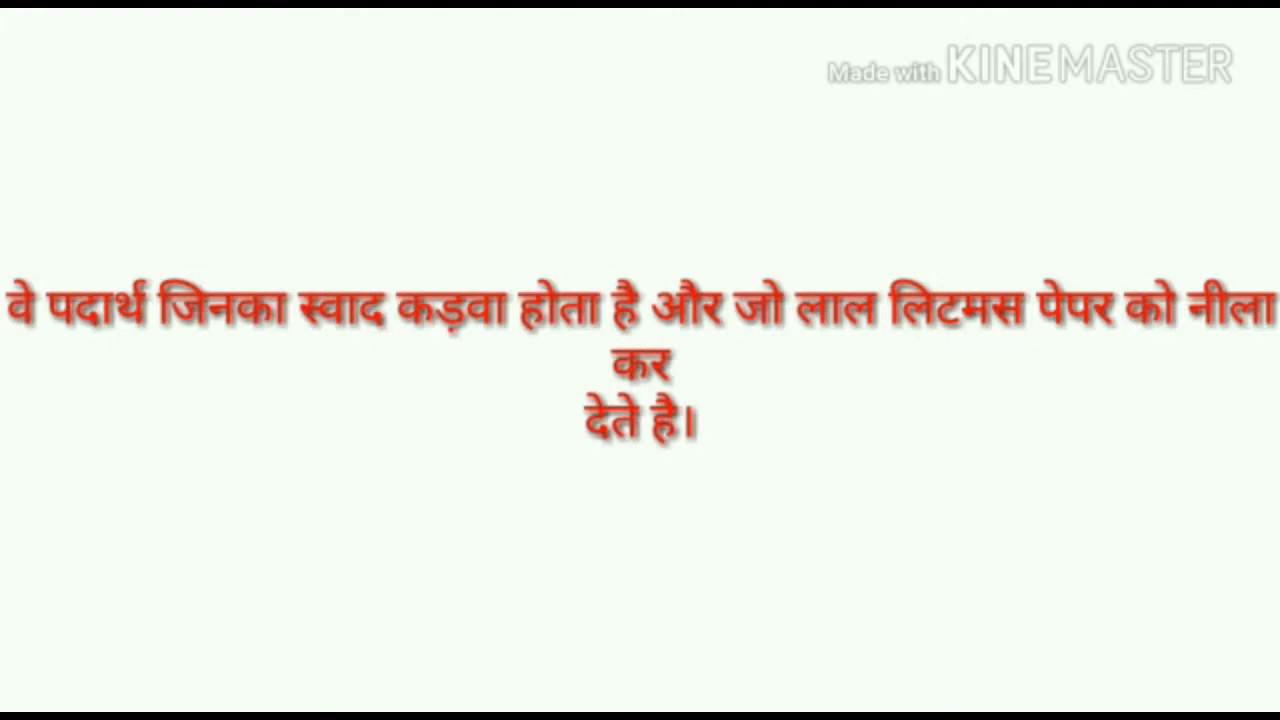 Made with KINEMASTER
वे पदार्थ जिनका स्वाद कड़वा होता है और जो लाल लिटमस पेपर को नीला
कर
देते है।